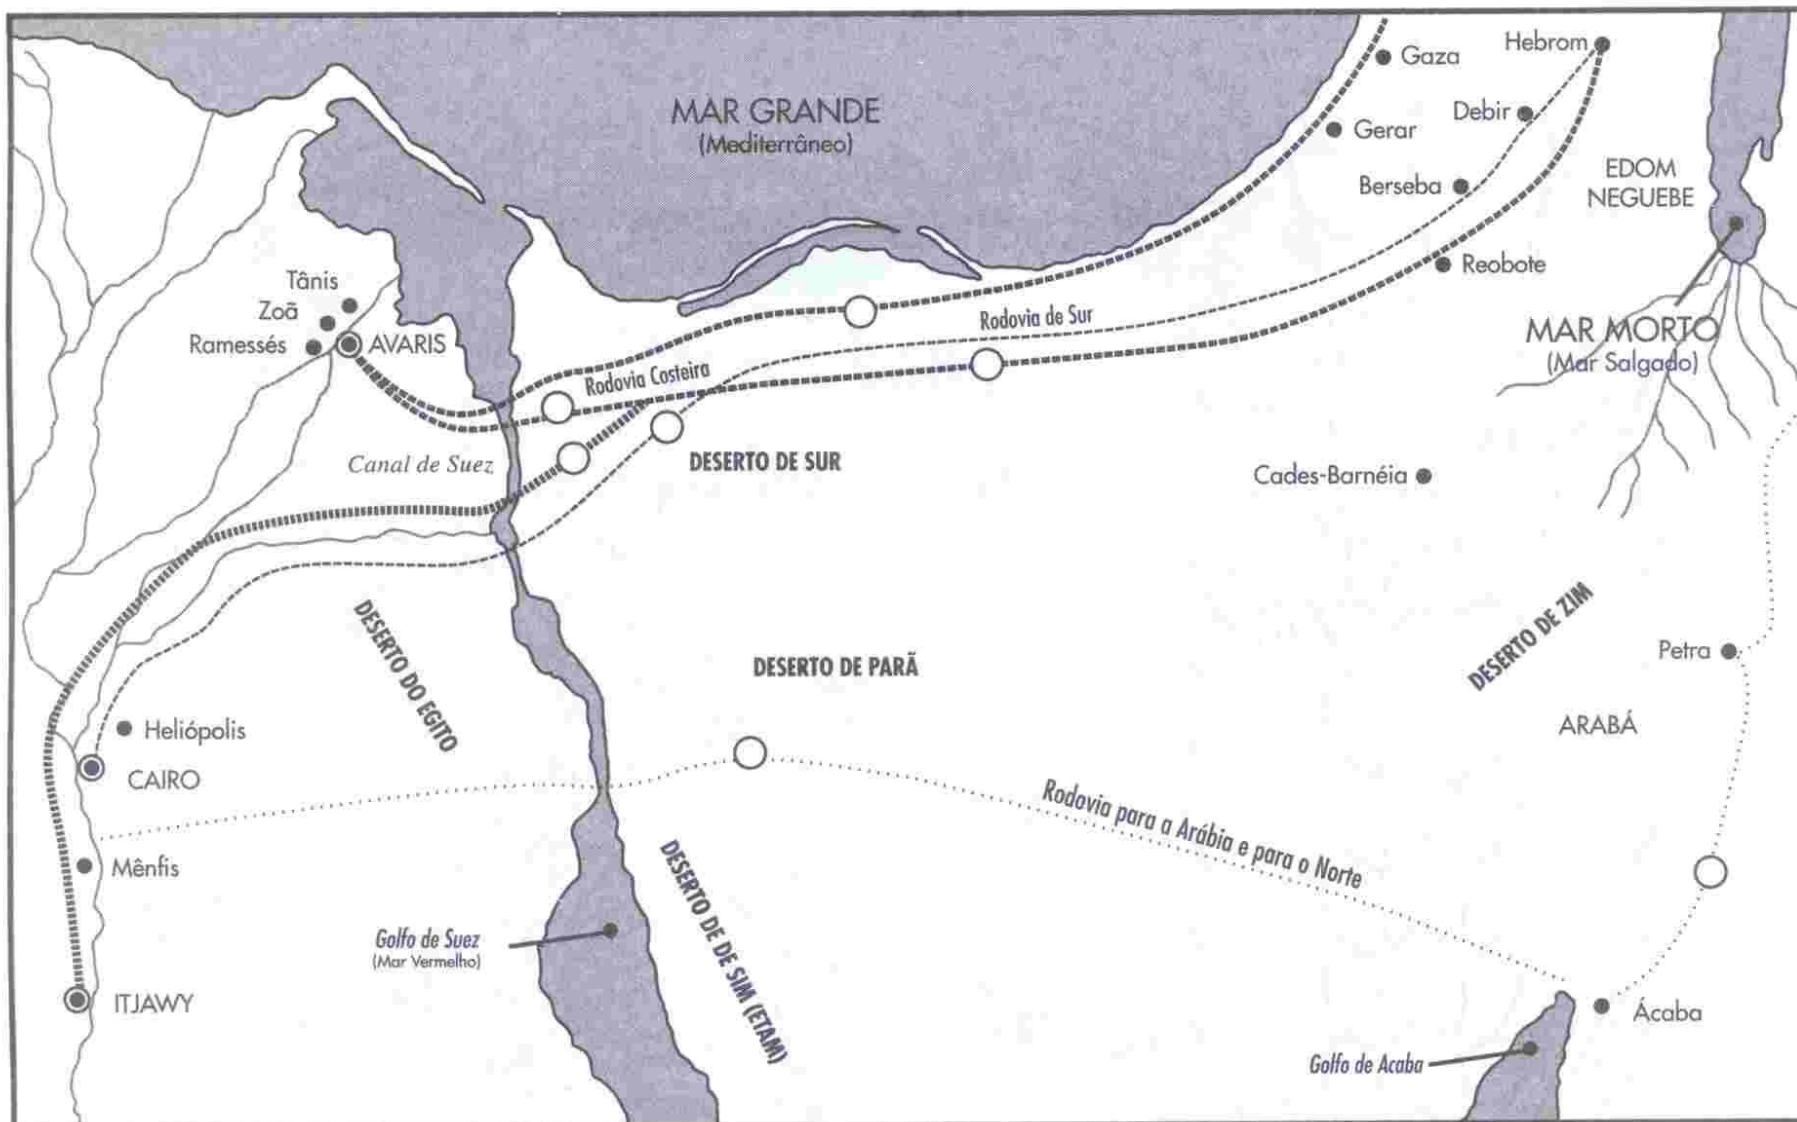 Gaza
Hebrom
MAR GRANDE
(Mediterrâneo)
Debir
Gerar
EDOM
NEGUEBE
Berseba
Reobote
Tânis
Zoã
Ramessés
AVARIS
Rodovia de Sur
MAR MORTO
(Mar Salgado)
Rodovia Costeira
Canal de Suez
DESERTO DE SUR
Cades-Barnéia
DESERTO DO EGITO
DESERTO DE PARÃ
DESERTO DE ZIM
Petra
Heliópolis
ARABÁ
CAIRO
Rodovia para a Arábia e para o Norte
Mênfis
DESERTO DE DE SIM (ETAM)
Golfo de Suez
(Mar Vermelho)
ITJAWY
Ácaba
Golfo de Acaba